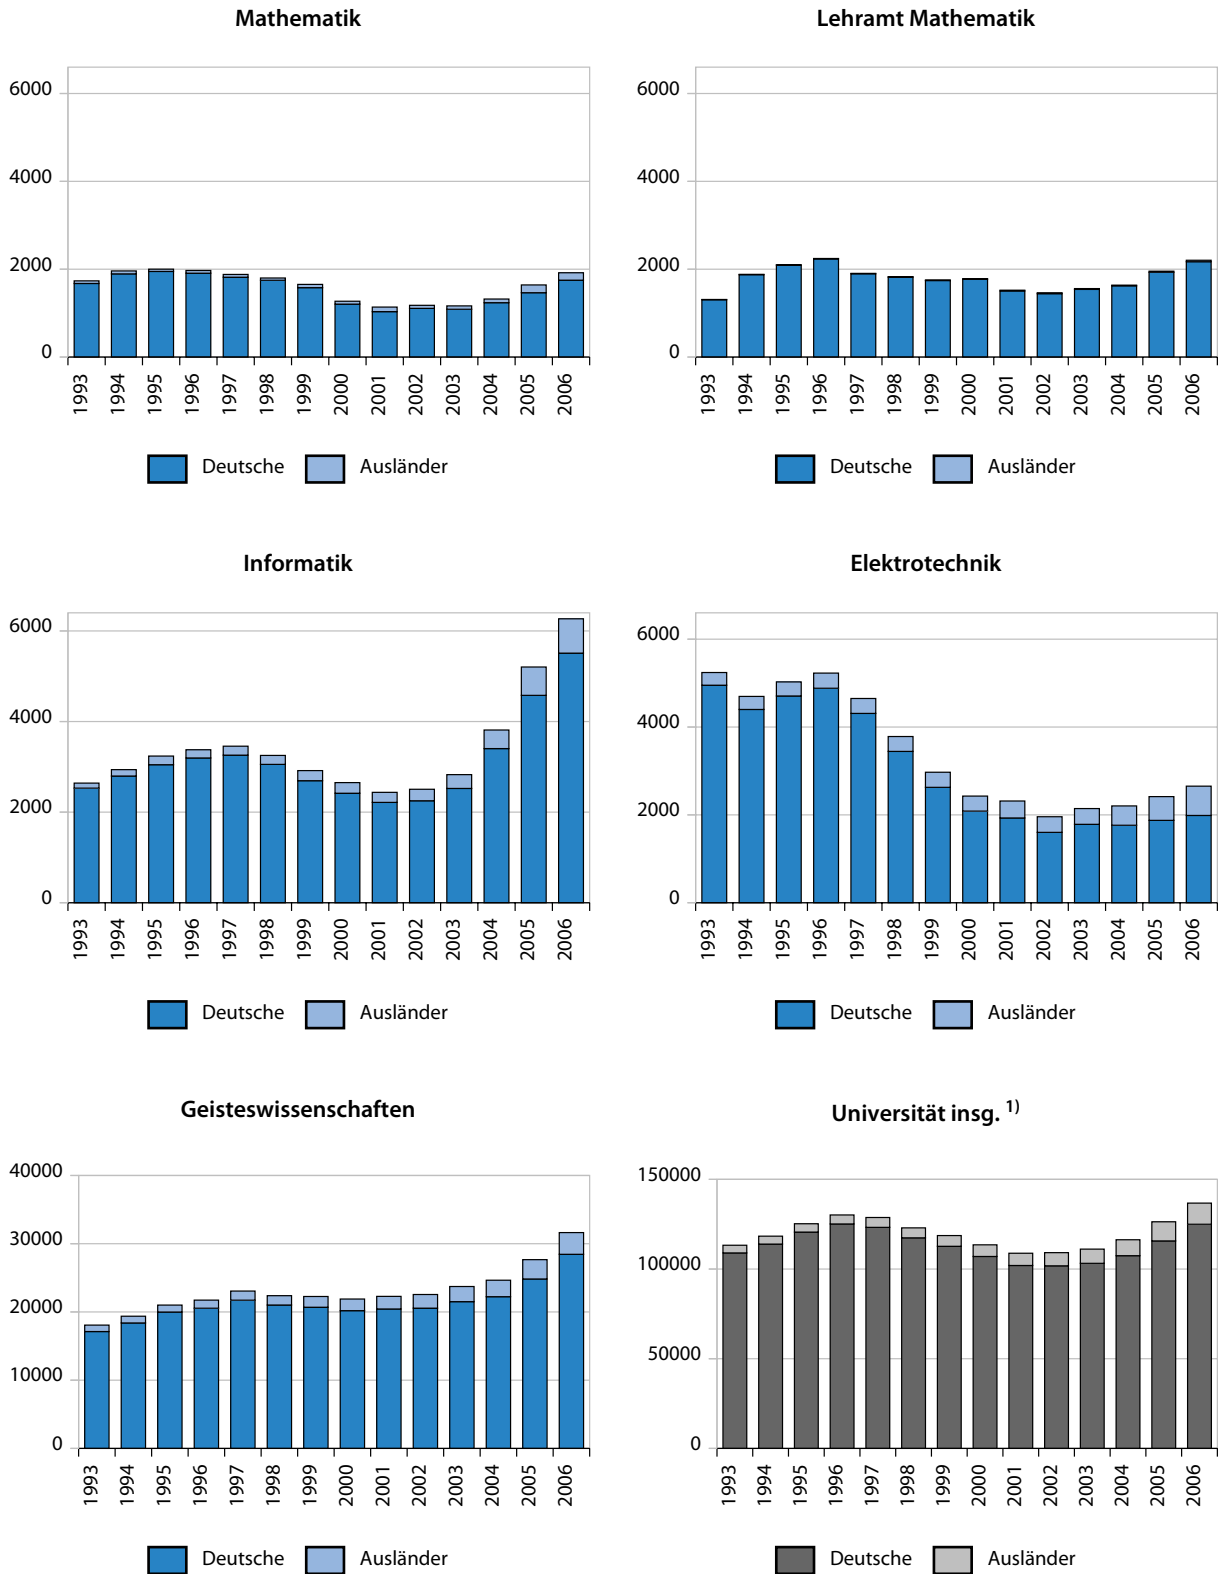 Mathematik
6000
4000
2000
0
1993 1994 1995 1996 1997 1998 1999 2000 2001 2002 2003 2004 2005 2006
Deutsche Ausländer
Lehramt Mathematik
6000
4000
2000
0
1993 1994 1995 1996 1997 1998 1999 2000 2001 2002 2003 2004 2005 2006
Deutsche Ausländer
Informatik
6000
4000
2000
0
1993 1994 1995 1996 1997 1998 1999 2000 2001 2002 2003 2004 2005 2006
Deutsche Ausländer
Elektrotechnik
6000
4000
2000
0
1993 1994 1995 1996 1997 1998 1999 2000 2001 2002 2003 2004 2005 2006
Deutsche Ausländer
Geisteswissenschaften
40000
30000
20000
10000
0
1993 1994 1995 1996 1997 1998 1999 2000 2001 2002 2003 2004 2005 2006
Deutsche Ausländer
Universität insg. 1)
150000
100000
50000
0
1993 1994 1995 1996 1997 1998 1999 2000 2001 2002 2003 2004 2005 2006
Deutsche Ausländer